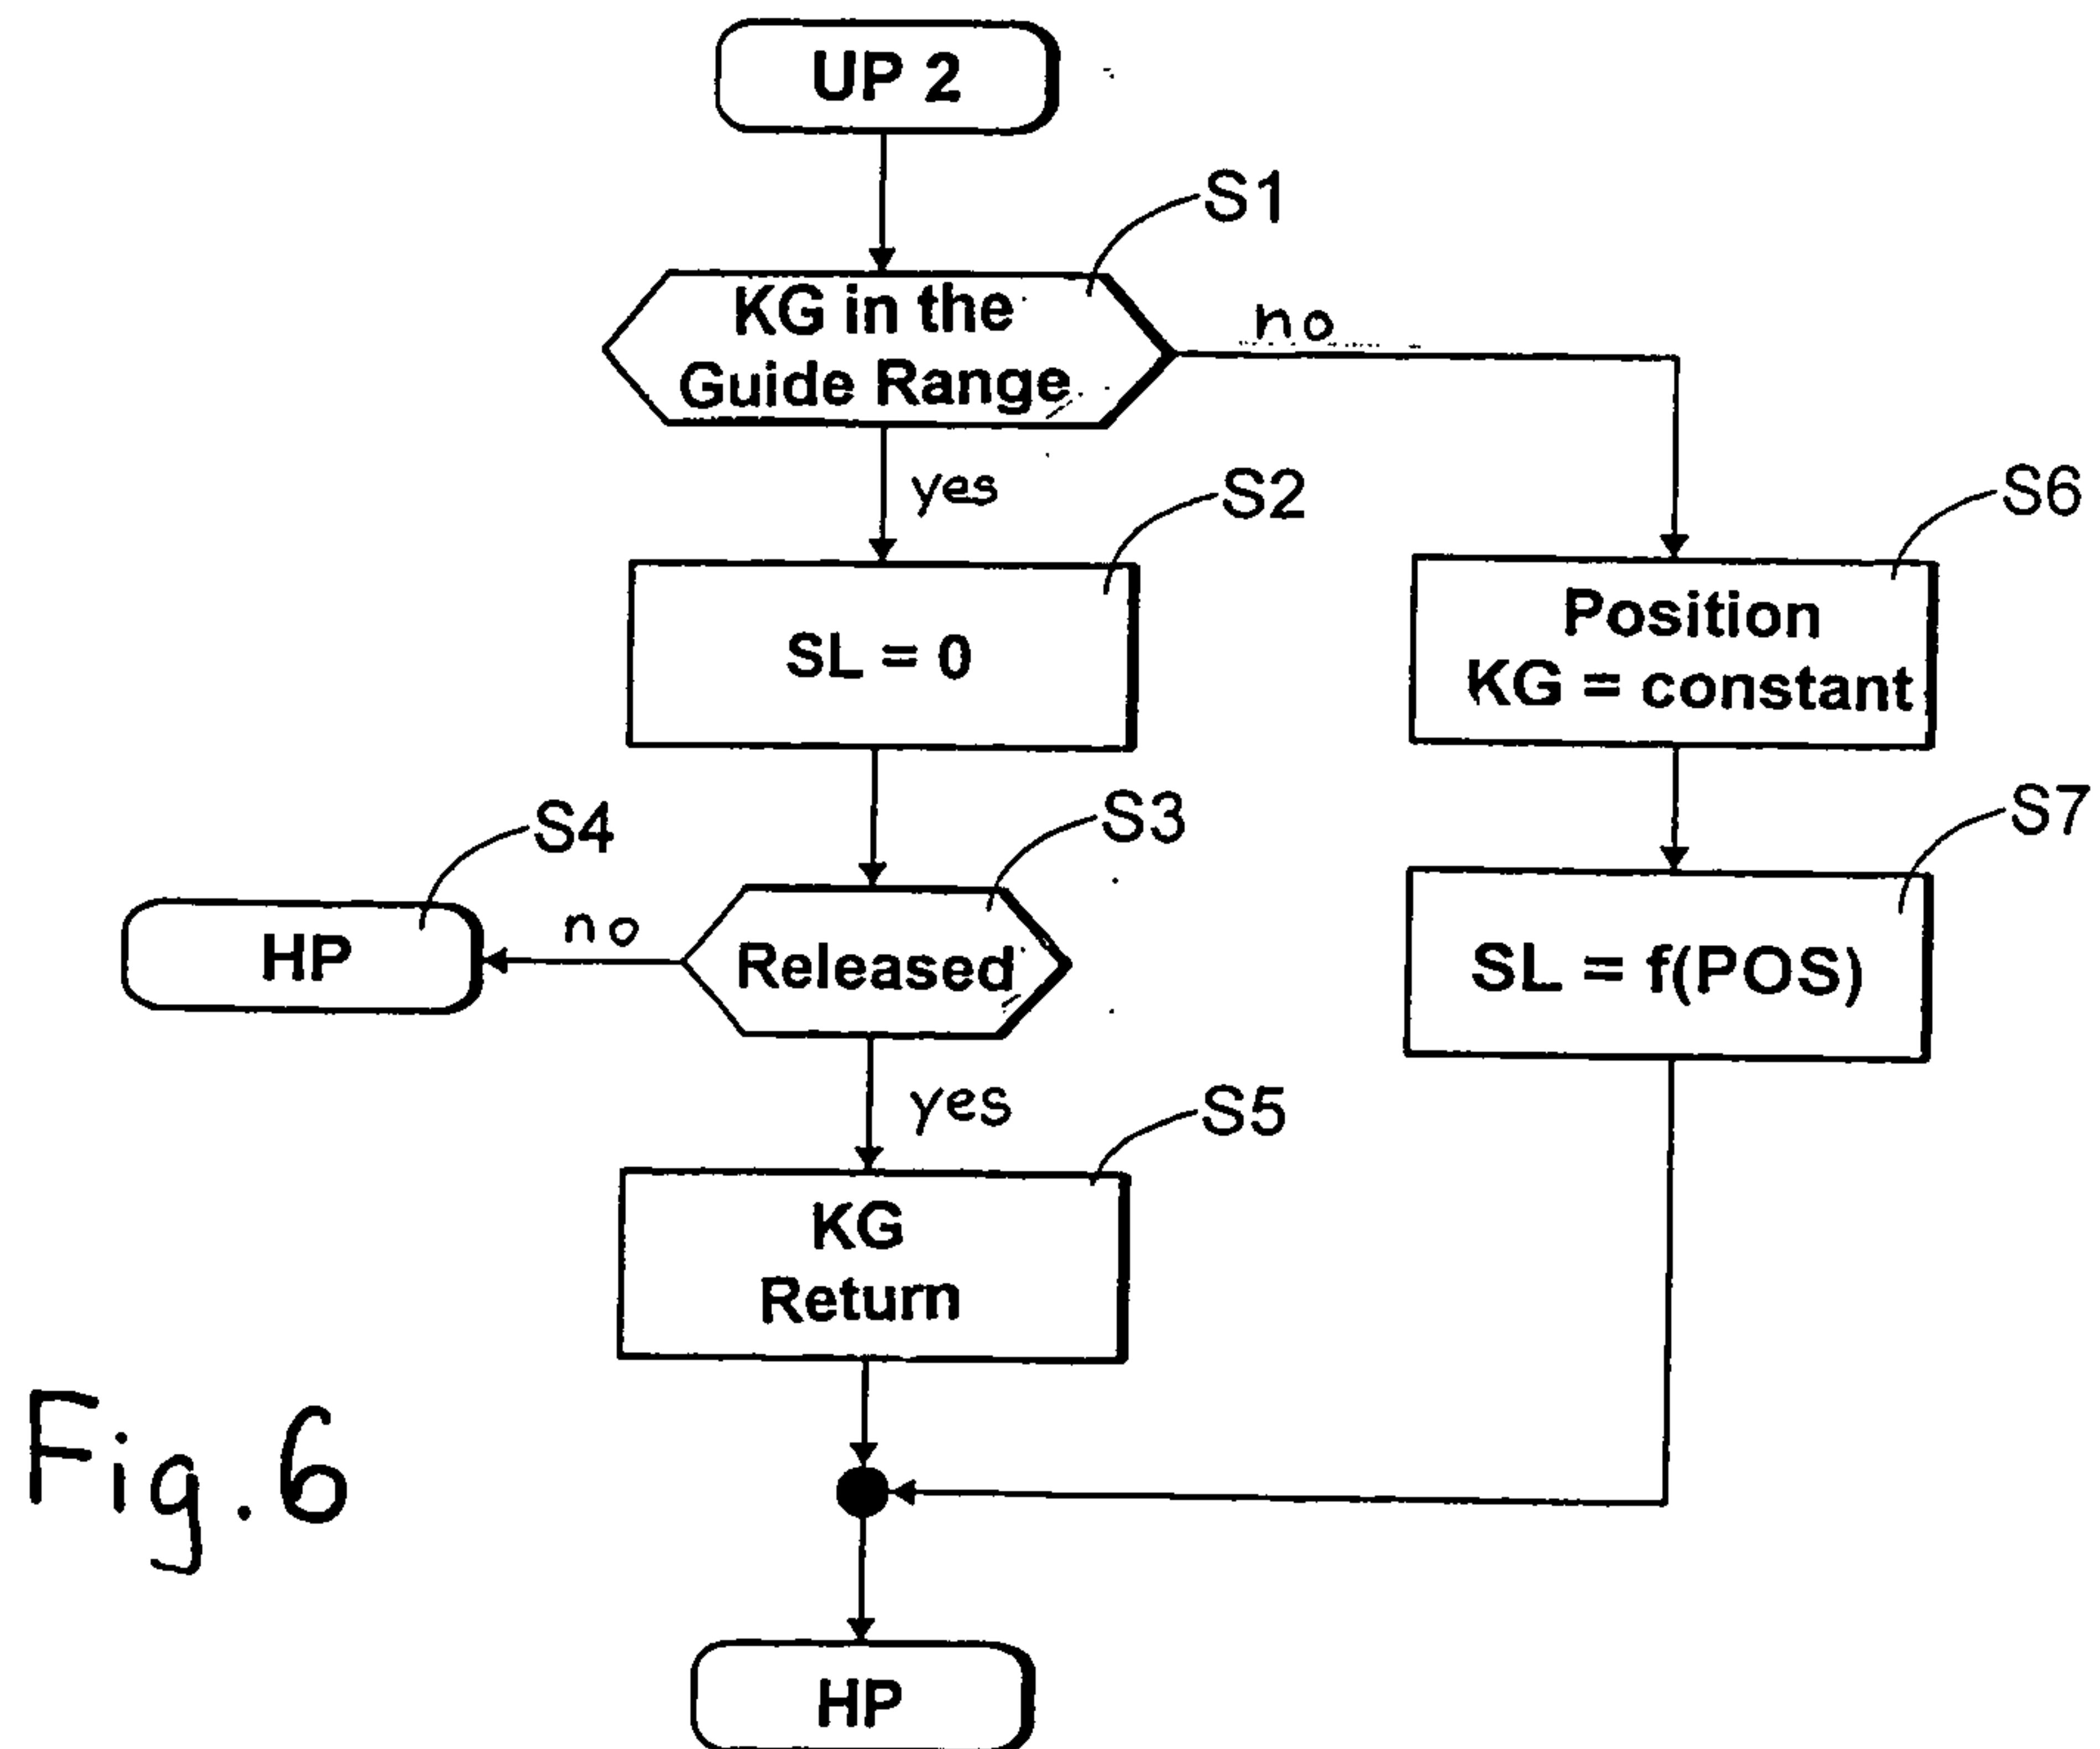 UP 2
S1
KG in the
Guide Range
no
yes
S2
S6
SL = 0
Position
KG = constant
S4
S3
S7
HP
no
Released
SL = f(POS)
yes
S5
KG
Return
Fig.6
HP